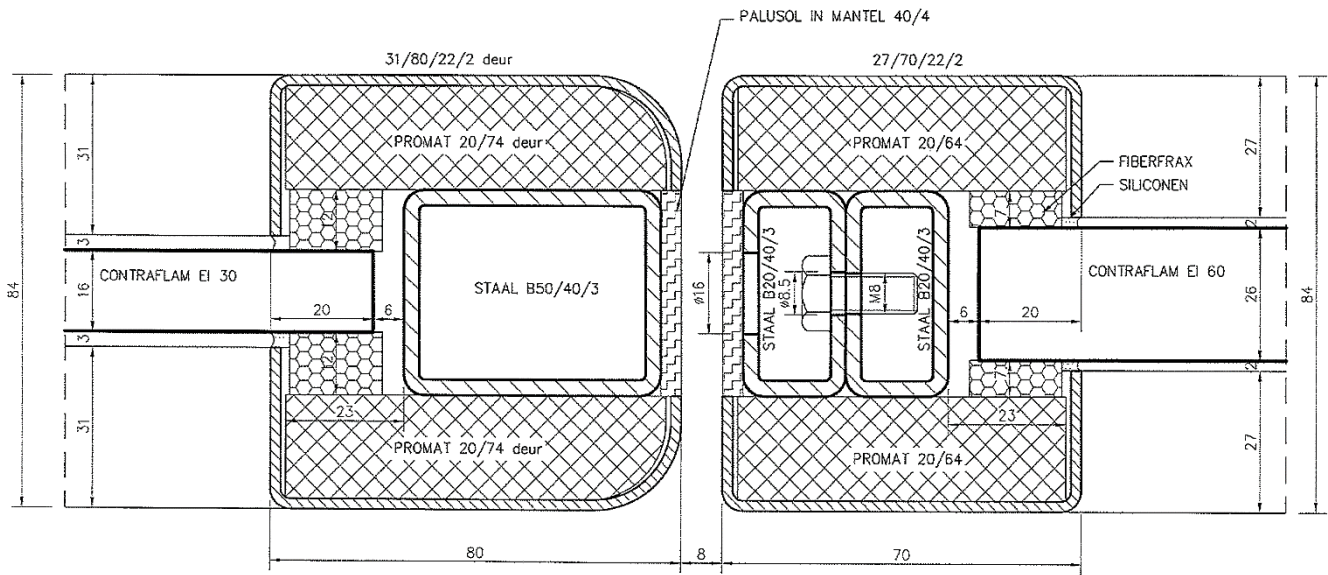 PALUSOL IN MANTEL 40/4
31/80/22/2 deur
27/70/22/2
PROMAT 20/74 deur
PROMAT 20/64
31
27
FIBERFRAX
SILICONEN
12
7
3
2
CONTRAFLAM EI 30
STAAL B50/40/3
STAAL B20/40/3
STAAL B20/40/3
CONTRAFLAM EI 60
84
16
20
6
ø16
ø8.5
M8
6
20
26
84
3
12
7
2
31
23
23
27
PROMAT 20/74 deur
PROMAT 20/64
80
8
70